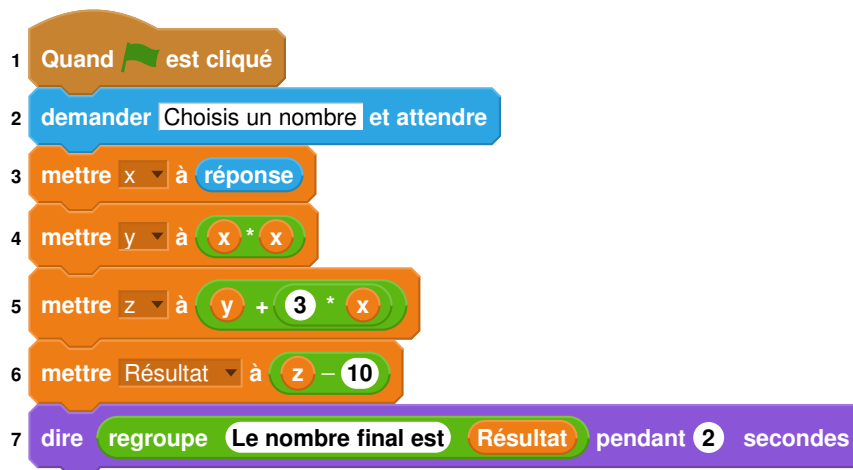 1 Quand est cliqué
2 demander Choisis un nombre et attendre
3 mettre x à réponse
4 mettre y à x * x
5 mettre z à y + 3 * x
6 mettre Résultat à z – 10
7 dire regroupe Le nombre final est Résultat pendant 2 secondes